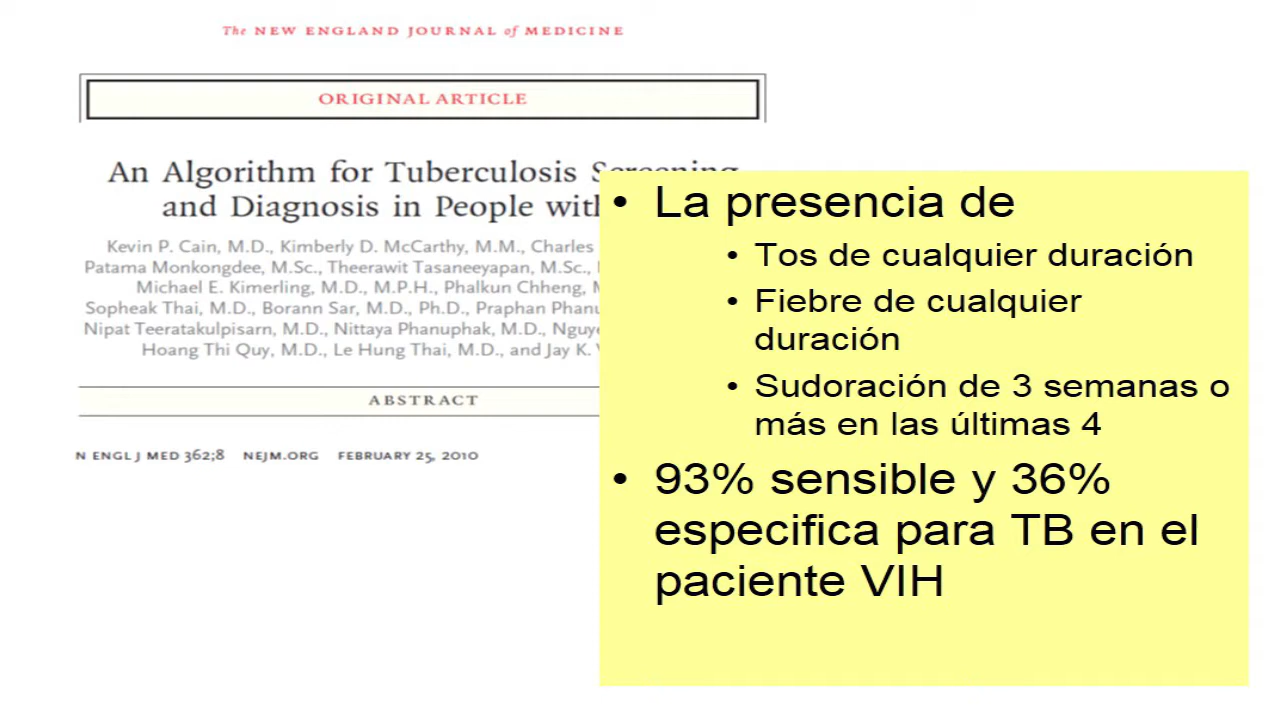 The NEW ENGLAND JOURNAL of MEDICINE
ORIGINAL ARTICLE
An Algorithm for Tuberculosis Screening
and Diagnosis in People with
Kevin P. Cain, M.D., Kimberly D. McCarthy, M.M., Charles
Patama Monkongdee, M.Sc., Theerawit Tasaneeyapan, M.Sc.,
Michael E. Kimerling, M.D., M.P.H., Phalkun Chheng,
Sopheak Thai, M.D., Borann Sar, M.D., Ph.D., Praphan
Nipat Teeratakulpisarn, M.D., Nittaya Phanuphak, M.D.,
Hoang Thi Quy, M.D., Le Hung Thai, M.D., and Jay K.
ABSTRACT
N ENGL J MED 362;8 NEJM.ORG FEBRUARY 25, 2010
• La presencia de
• Tos de cualquier duración
• Fiebre de cualquier
duración
• Sudoración de 3 semanas o
más en las últimas 4
• 93% sensible y 36%
especifica para TB en el
paciente VIH